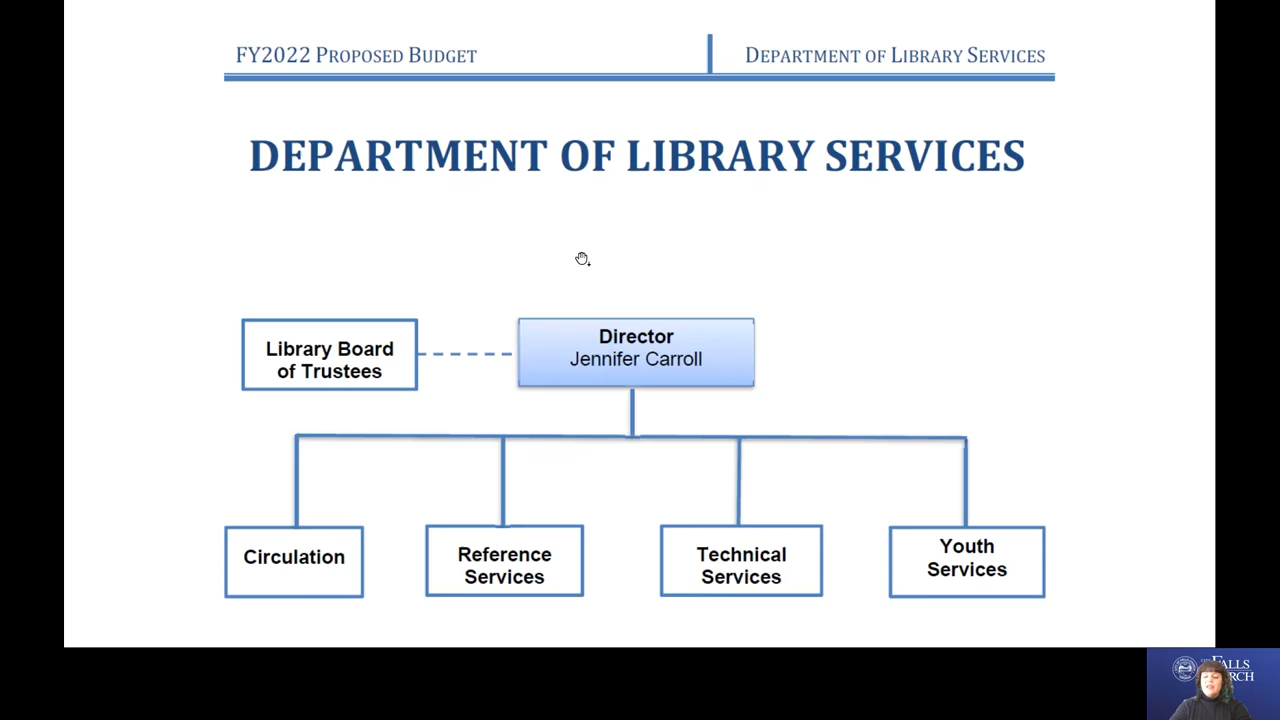 FY2022 PROPOSED BUDGET
DEPARTMENT OF LIBRARY SERVICES
DEPARTMENT OF LIBRARY SERVICES
Library Board
of Trustees
Director
Jennifer Carroll
Circulation
Reference
Services
Technical
Services
Youth
Services
FALLS